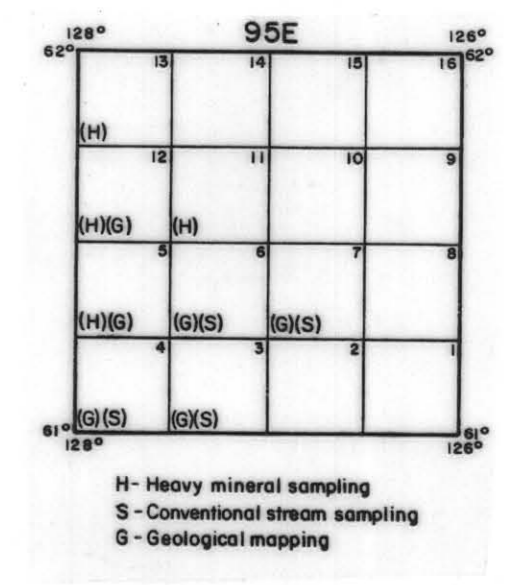 95E
128° 126°
62° 62°
13 14 15 16
(H)
12 11 10 9
(H)(G) (H)
5 6 7 8
(H)(G) (G)(S) (G)(S)
4 3 2 1
(G)(S) (G)(S)
61° 61°
128° 126°
H- Heavy mineral sampling
S - Conventional stream sampling
G - Geological mapping